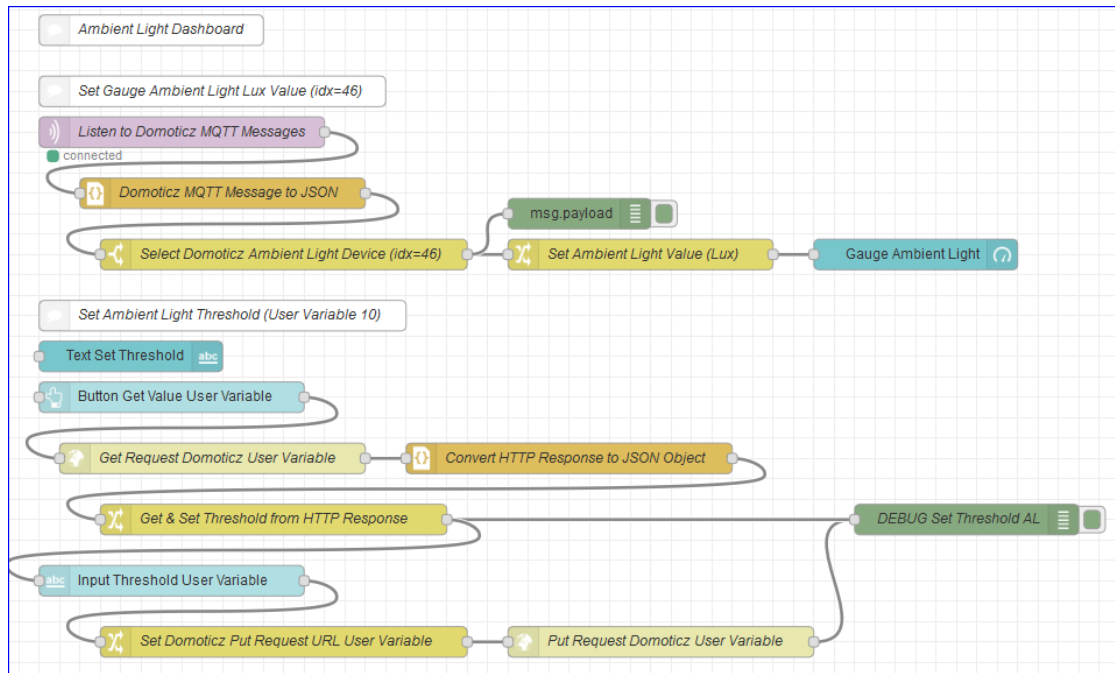 Ambient Light Dashboard
Set Gauge Ambient Light Lux Value (idx=46)
Listen to Domoticz MQTT Messages
connected
{} Domoticz MQTT Message to JSON
msg.payload
Select Domoticz Ambient Light Device (idx=46)
Set Ambient Light Value (Lux)
Gauge Ambient Light
Set Ambient Light Threshold (User Variable 10)
Text Set Threshold abc
Button Get Value User Variable
Get Request Domoticz User Variable
{} Convert HTTP Response to JSON Object
Get & Set Threshold from HTTP Response
DEBUG Set Threshold AL
abc Input Threshold User Variable
Set Domoticz Put Request URL User Variable
Put Request Domoticz User Variable